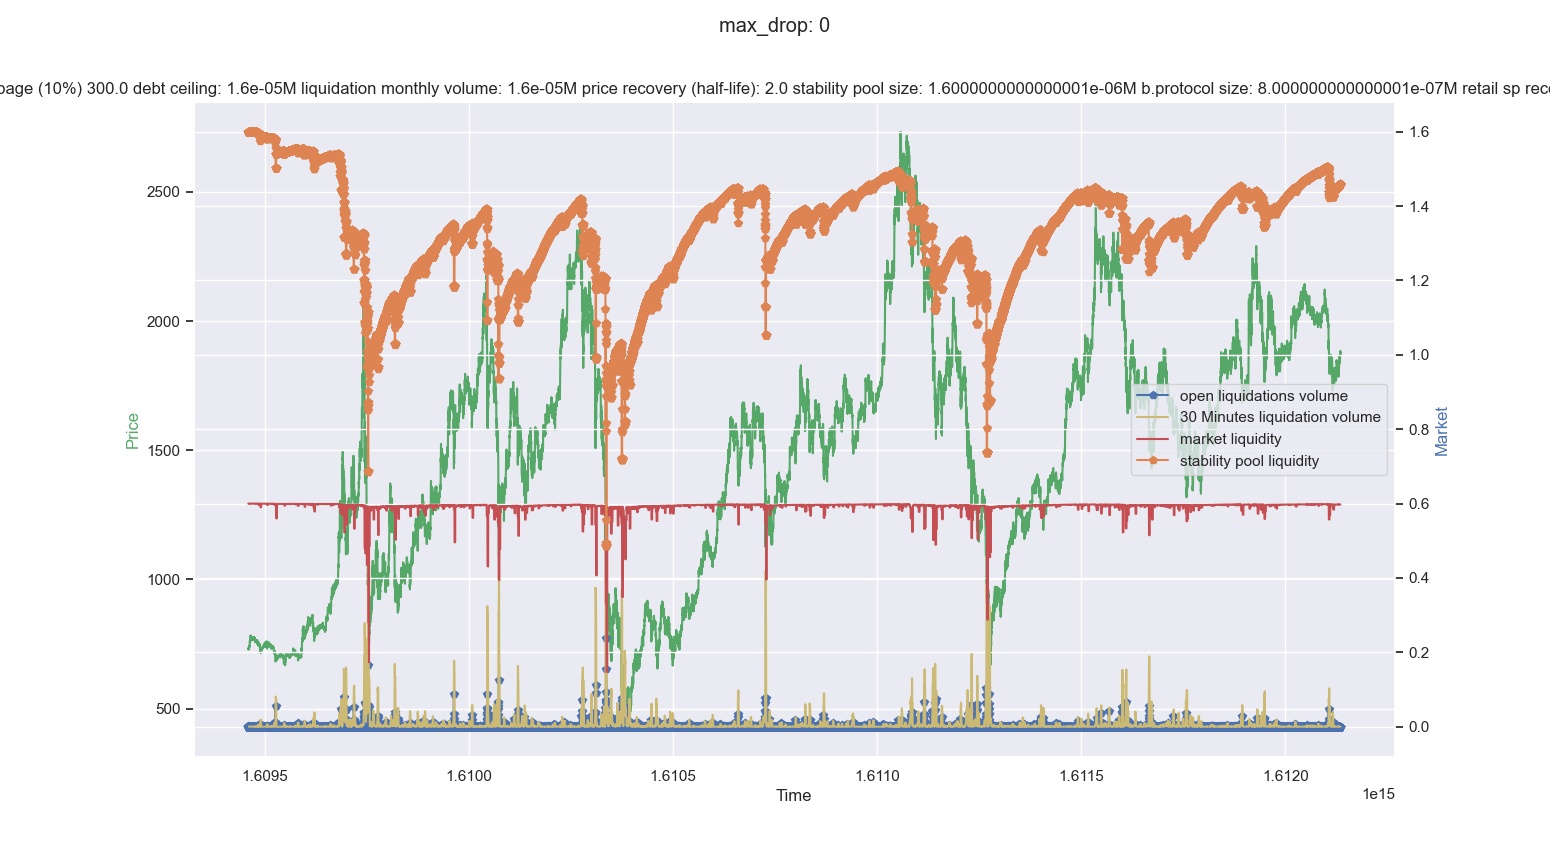 max_drop: 0
300.0 debt ceiling: 1.6e-05M liquidation monthly volume: 1.6e-05M price recovery (half-life): 2.0 stability pool size: 1.6000000000000001e-06M b.protocol size: 8.000000000000001e-07M retail sp
(10%)
2500
2000
1500
1000
500
Price
1.6
1.4
1.2
1.0
0.8
0.6
0.4
0.2
0.0
Market
open liquidations volume
30 Minutes liquidation volume
market liquidity
stability pool liquidity
1.6095
1.6100
1.6105
1.6110
1.6115
1.6120
Time
1e15